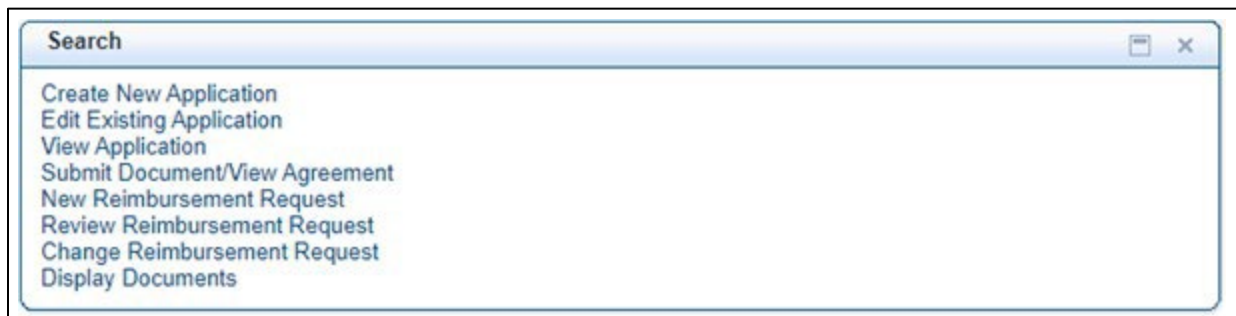 Search
Create New Application
Edit Existing Application
View Application
Submit Document/View Agreement
New Reimbursement Request
Review Reimbursement Request
Change Reimbursement Request
Display Documents